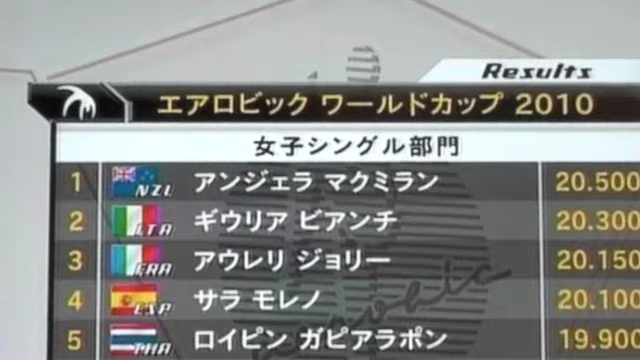 Results
エアロビック ワールドカップ 2010
女子シングル部門
1 NZL アンジェラ マクミラン 20.500
2 ITA ギウリア ビアンチ 20.300
3 FRA アウレリ ジョリー 20.150
4 ESP サラ モレノ 20.100
5 THA ロイピン ガピアラポン 19.900